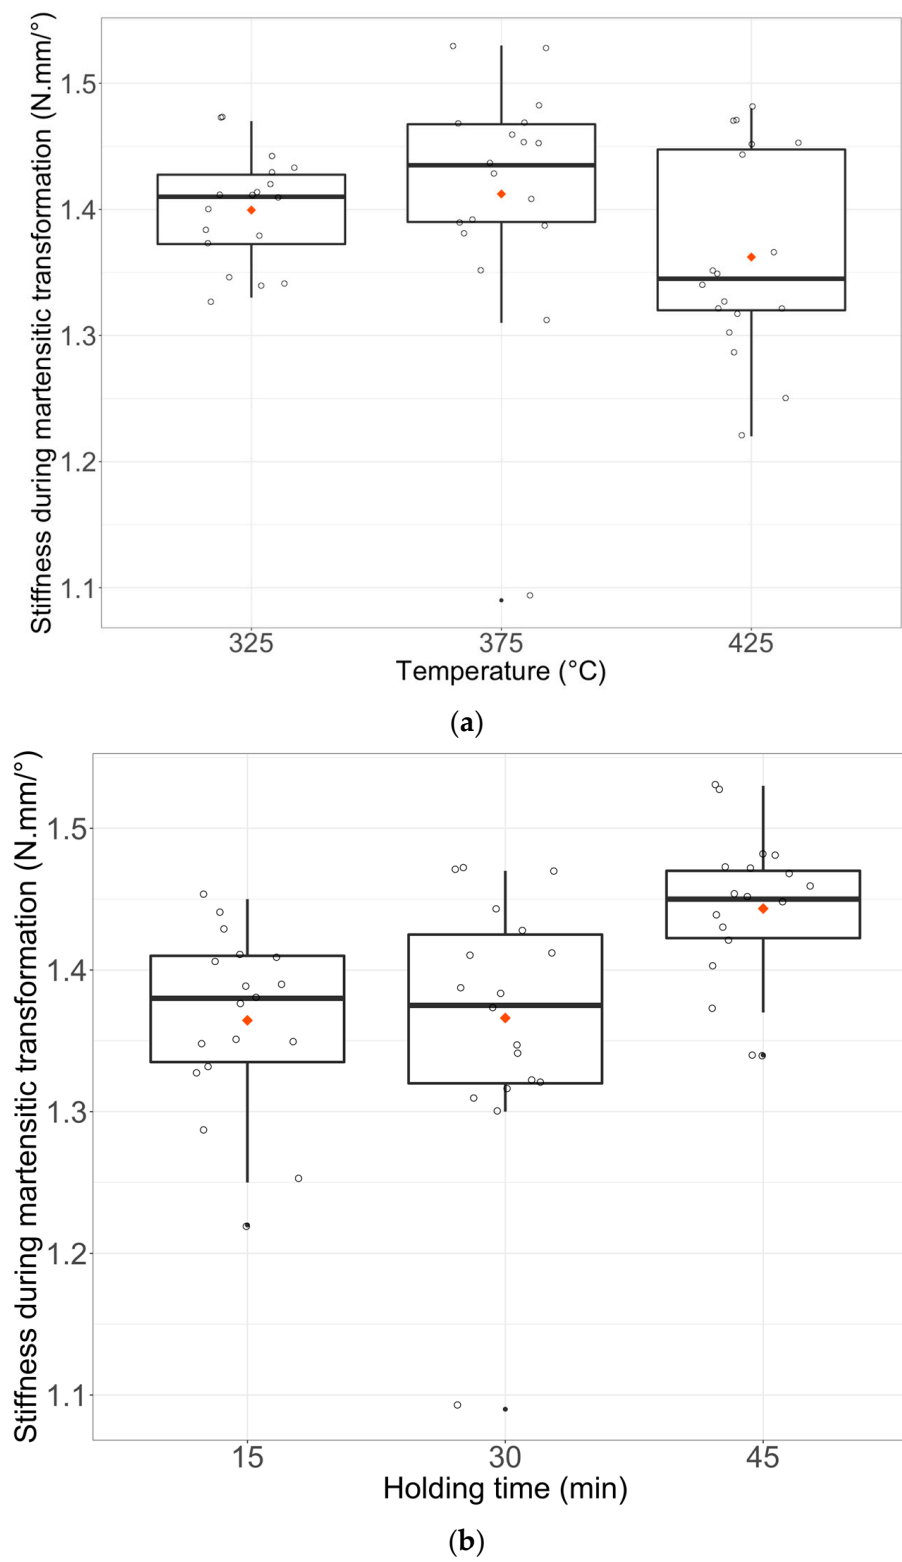 Stiffness during martensitic transformation (N.mm/°)
1.5
1.4
1.3
1.2
1.1
325 375 425
Temperature (°C)
(a)
Stiffness during martensitic transformation (N.mm/°)
1.5
1.4
1.3
1.2
1.1
15 30 45
Holding time (min)
(b)